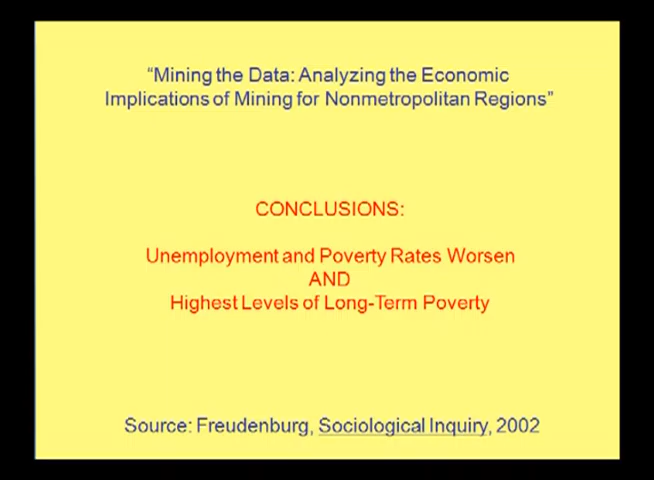 “Mining the Data: Analyzing the Economic
Implications of Mining for Nonmetropolitan Regions”
CONCLUSIONS:
Unemployment and Poverty Rates Worsen
AND
Highest Levels of Long-Term Poverty
Source: Freudenburg, Sociological Inquiry, 2002